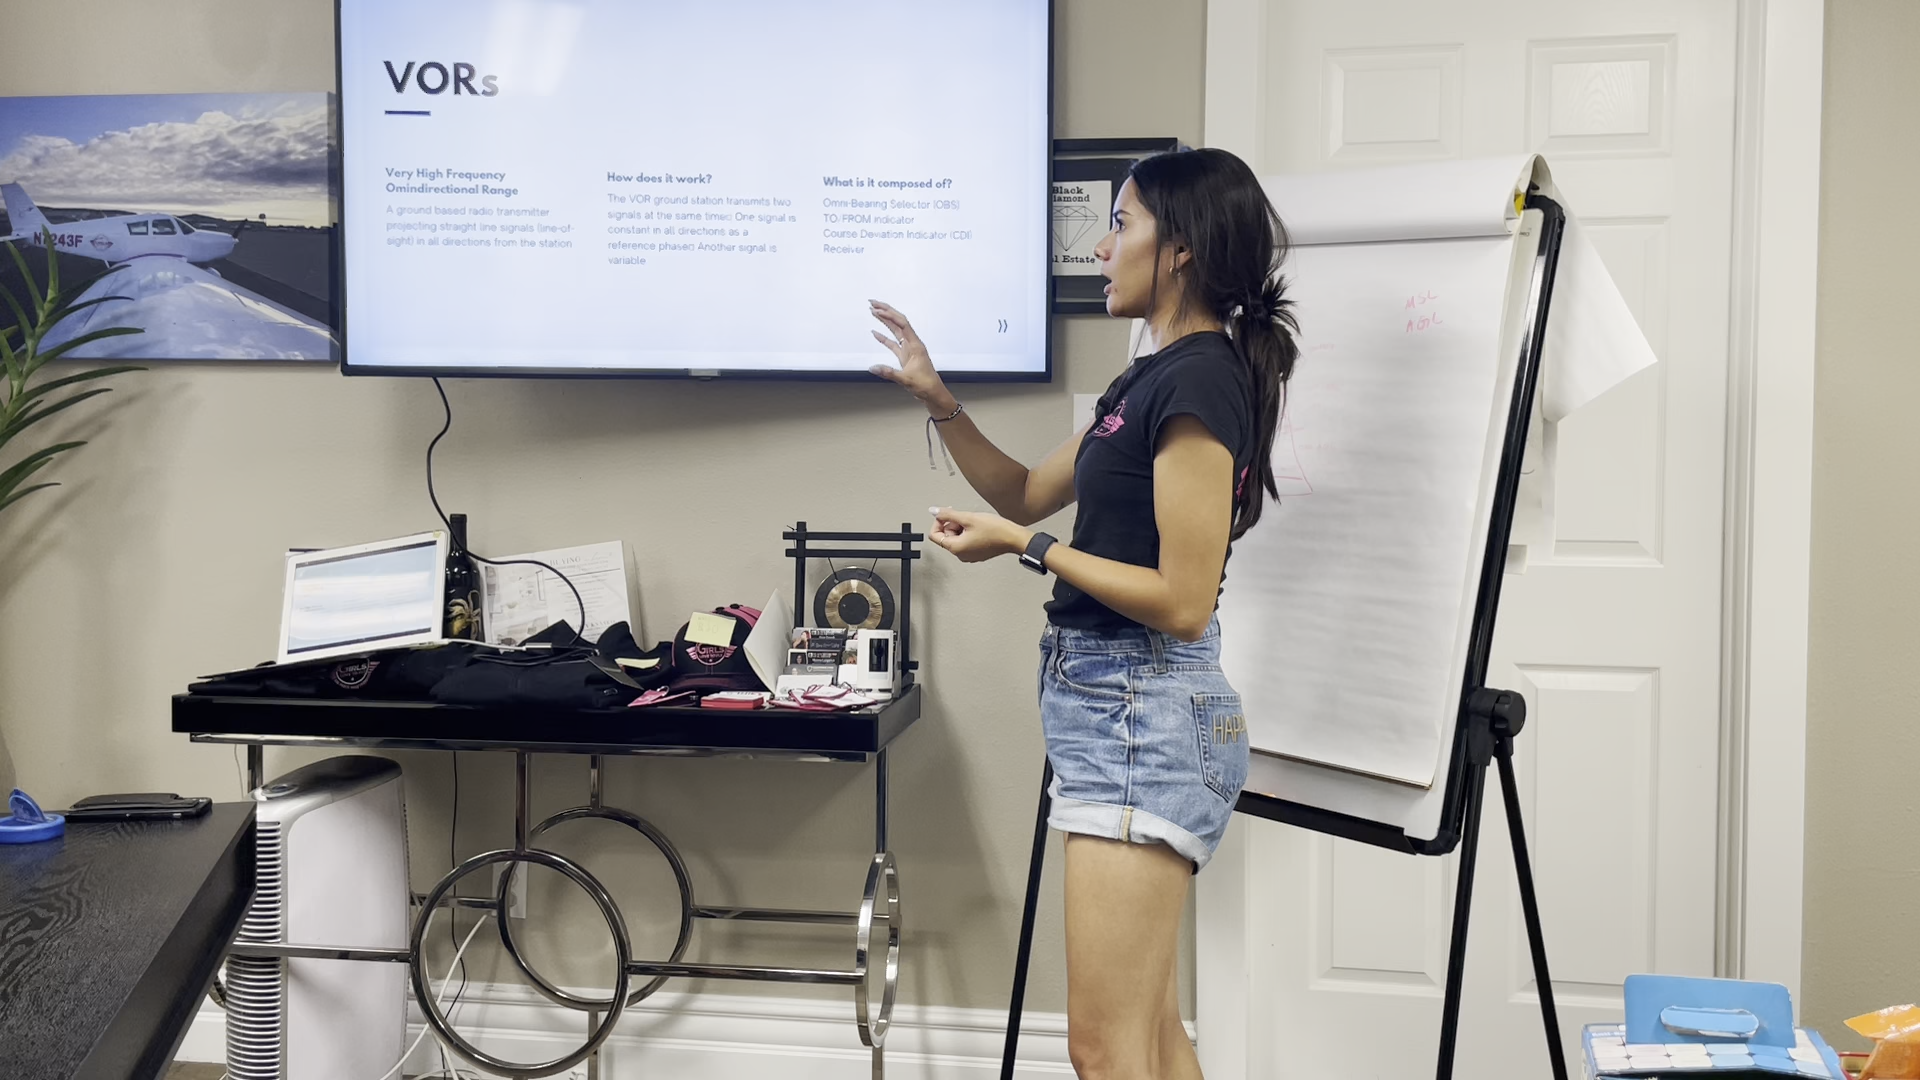 VORs
Very High Frequency
Omindirectional Range
A ground based radio transmitter
projecting straight line signals (line-of-
sight) in all directions from the station
How does it work?
The VOR ground station transmits two
signals at the same time: One signal is
constant in all directions as a
reference phase: Another signal is
variable
What is it composed of?
Omni-Bearing Selector (OBS)
TO/FROM indicator
Course Deviation Indicator (CDI)
Receiver
N7243F
Black
iamond
l Estate
MSL
AGL
GIRLS
GIRLS
HAPP